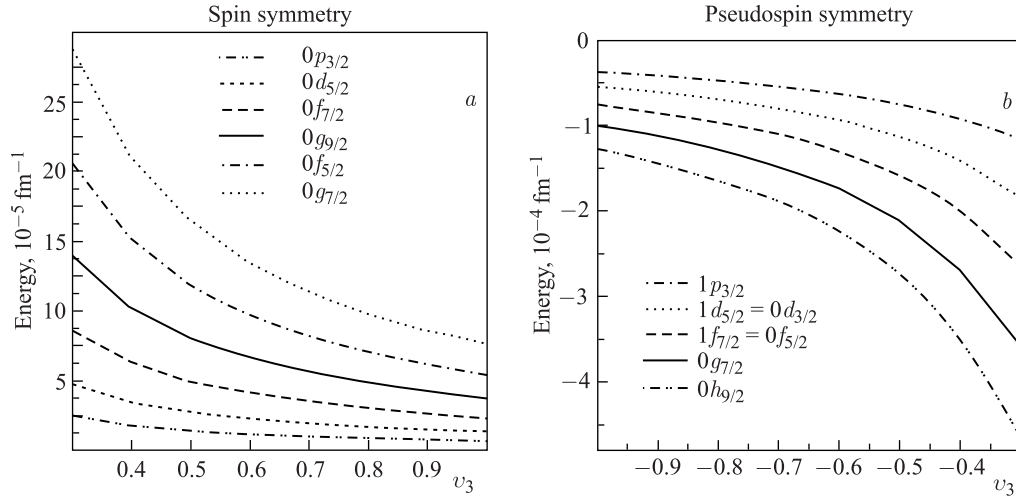 Spin symmetry
a
0p3/2
0d5/2
0f7/2
0g9/2
0f5/2
0g7/2
Energy, 10−5 fm−1
25
20
15
10
5
0.4 0.5 0.6 0.7 0.8 0.9
υ3
Pseudospin symmetry
b
0
−1
−2
−3
−4
Energy, 10−4 fm−1
1p3/2
1d5/2 = 0d3/2
1f7/2 = 0f5/2
0g7/2
0h9/2
−0.9 −0.8 −0.7 −0.6 −0.5 −0.4
υ3